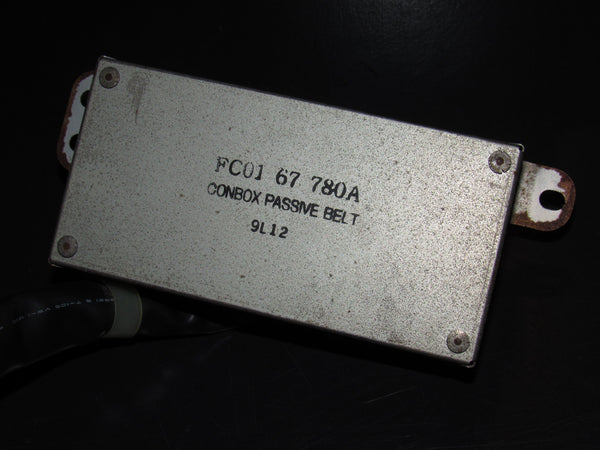 FC01 67 780A
CONBOX PASSIVE BELT
9L12